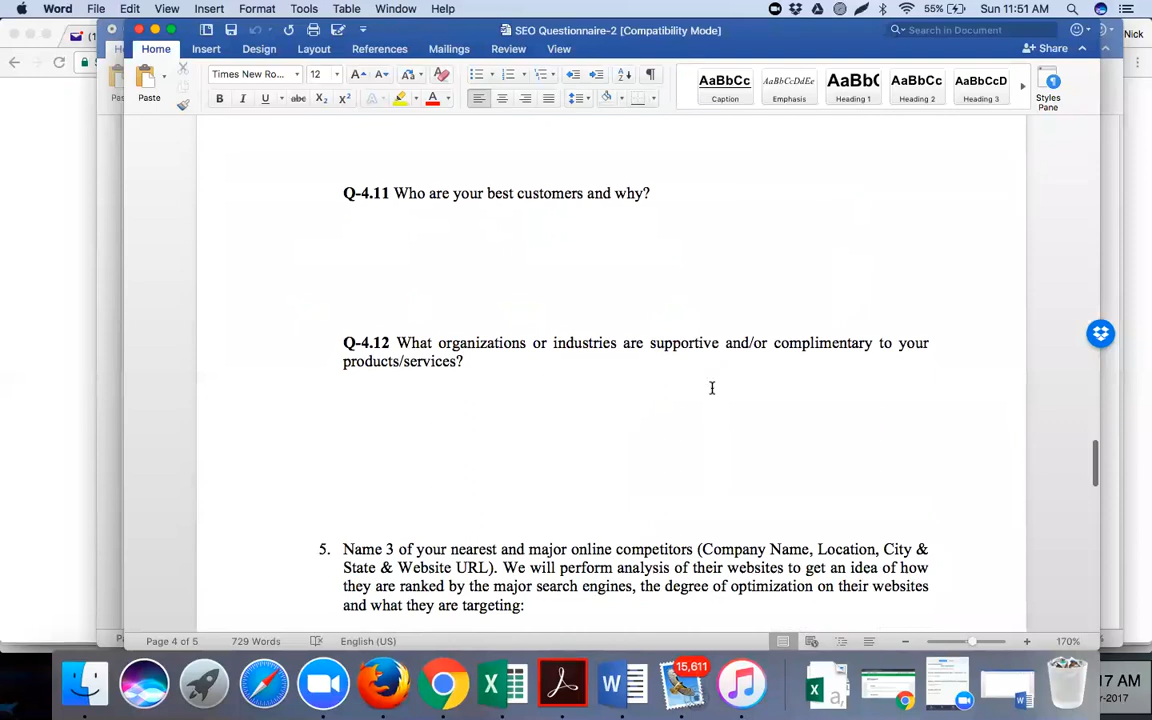 Word File Edit View Insert Format Tools Table Window Help 55% Sun 11:51 AM
SEO Questionnaire-2 [Compatibility Mode] Search in Document Nick
Home Insert Design Layout References Mailings Review View Share
Times New Ro... 12
AaBbCc AaBbCcDdEe AaBbC AaBbCc AaBbCcD
Paste B I U abc X2 X2 A A Caption Emphasis Heading 1 Heading 2 Heading 3 Styles
Pane
Q-4.11 Who are your best customers and why?
Q-4.12 What organizations or industries are supportive and/or complimentary to your
products/services?
5. Name 3 of your nearest and major online competitors (Company Name, Location, City &
State & Website URL). We will perform analysis of their websites to get an idea of how
they are ranked by the major search engines, the degree of optimization on their websites
and what they are targeting:
Page 4 of 5 729 Words English (US) 170%
15,611
17 AM
-2017